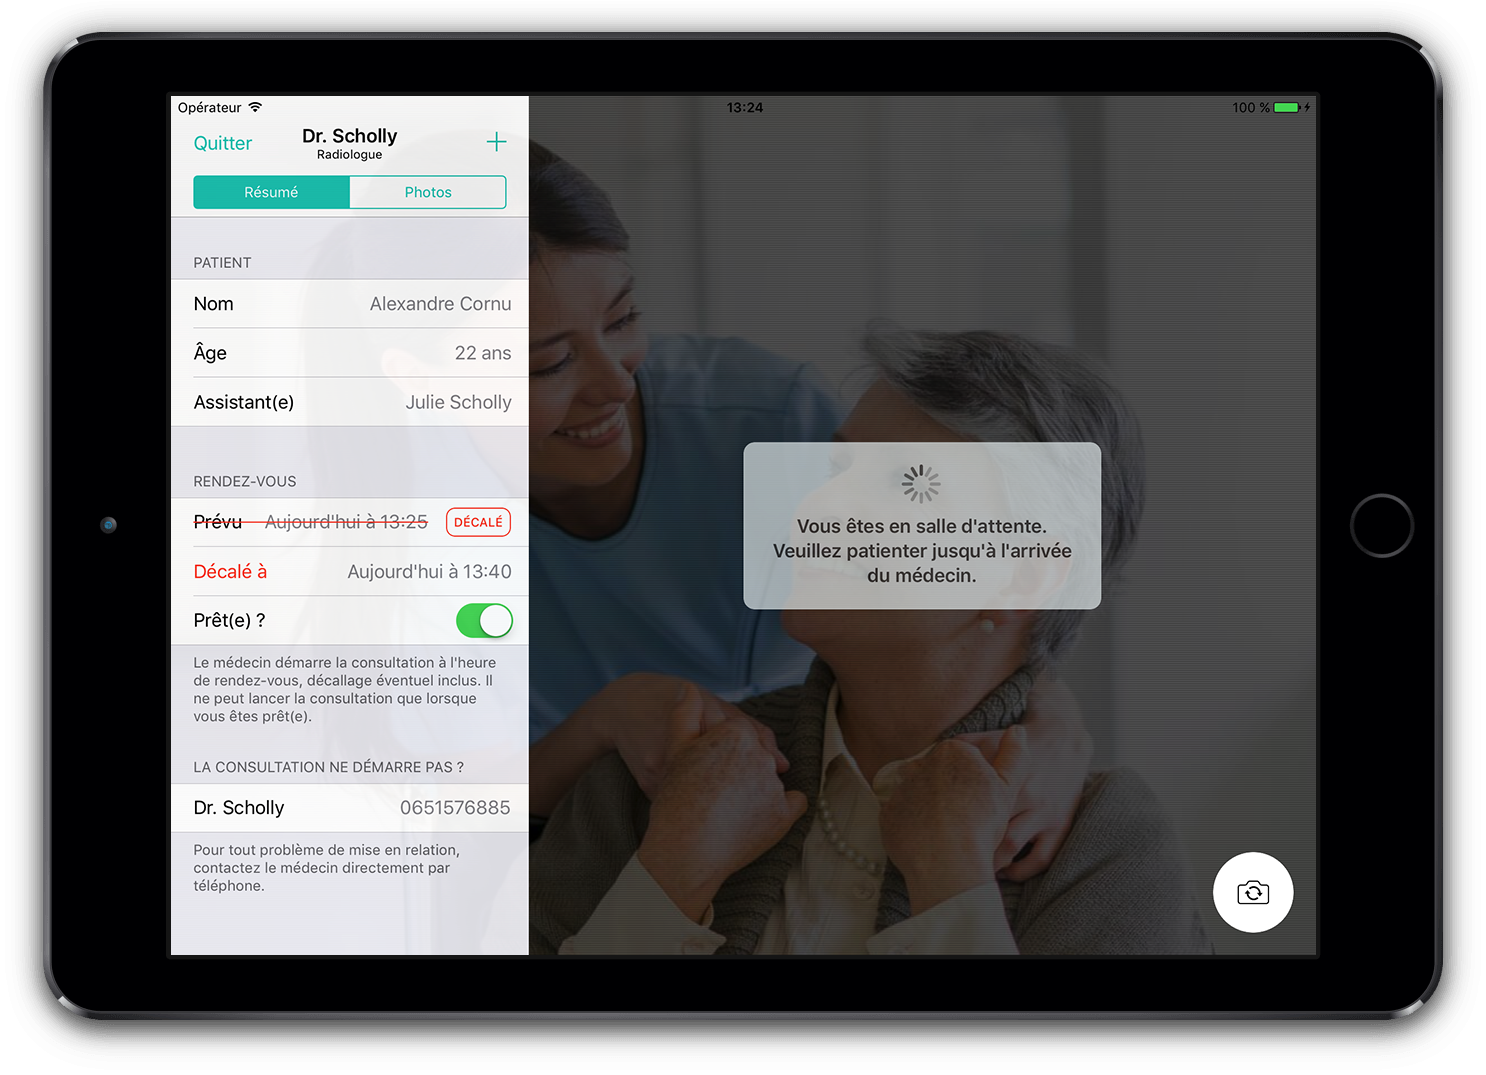 Opérateur
13:24
100 %
Quitter
Dr. Scholly
Radiologue
Résumé
Photos
PATIENT
Nom Alexandre Cornu
Âge 22 ans
Assistant(e) Julie Scholly
RENDEZ-VOUS
Prévu Aujourd'hui à 13:25 DÉCALÉ
Décalé à Aujourd'hui à 13:40
Prêt(e) ?
Le médecin démarre la consultation à l'heure
de rendez-vous, décallage éventuel inclus. Il
ne peut lancer la consultation que lorsque
vous êtes prêt(e).
LA CONSULTATION NE DÉMARRE PAS ?
Dr. Scholly 0651576885
Pour tout problème de mise en relation,
contactez le médecin directement par
téléphone.
Vous êtes en salle d'attente.
Veuillez patienter jusqu'à l'arrivée
du médecin.